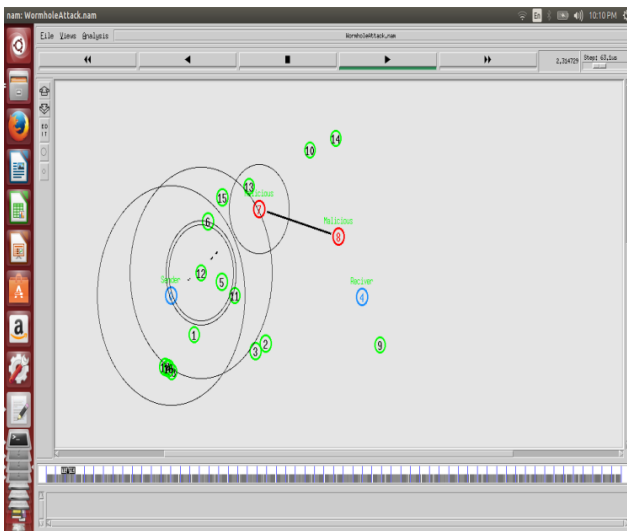 nam: WormholeAttack.nam
En
10:10 PM
File Views Analysis
WormholeAttack.nam
2.314729
Step: 63.1us
14
10
13
Malicious
15
7
6
Malicious
8
12
Sender
5
Reciver
11
4
1
9
3
2